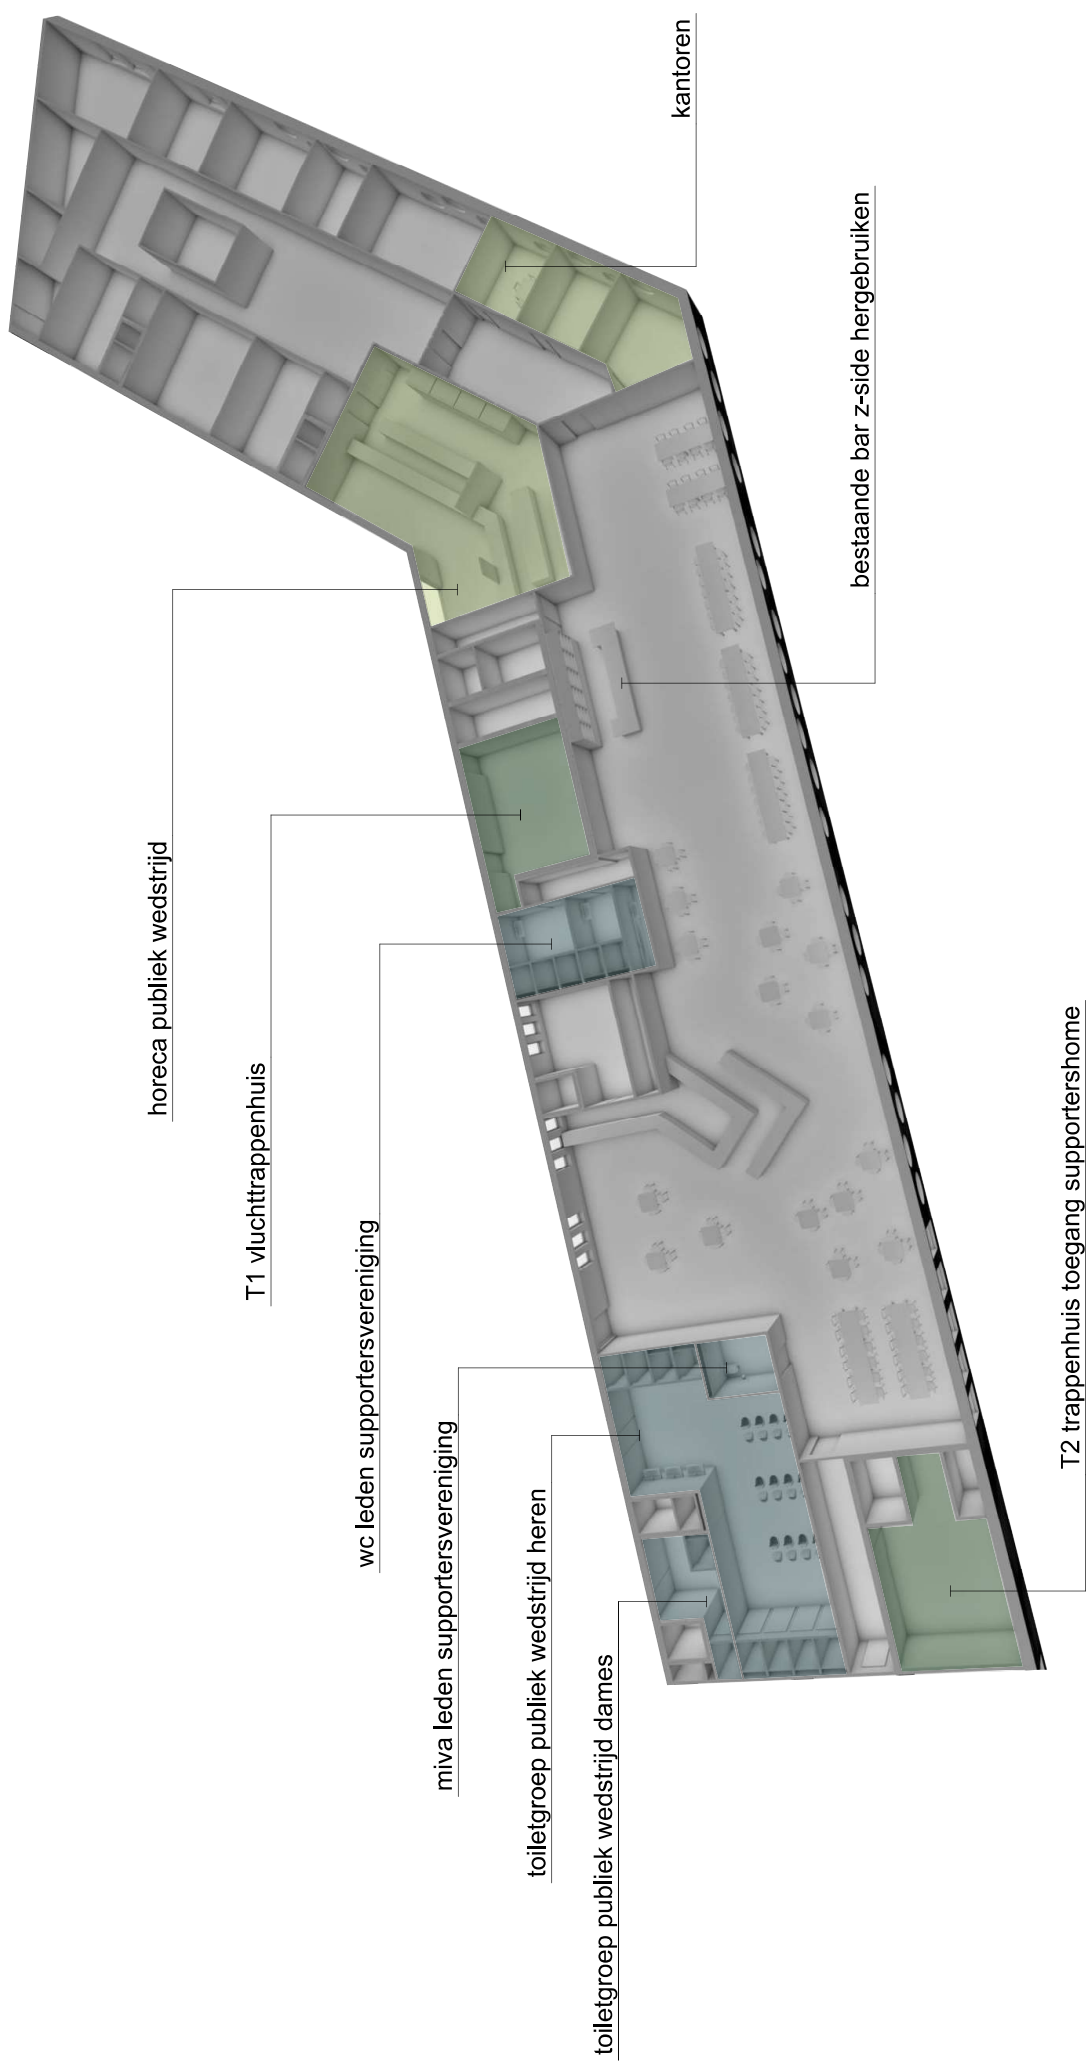 horeca publiek wedstrijd
T1 vluchttrappenhuis
wc leden supportersvereniging
miva leden supportersvereniging
toiletgroep publiek wedstrijd heren
toiletgroep publiek wedstrijd dames
kantoren
bestaande bar z-side hergebruiken
T2 trappenhuis toegang supportershome